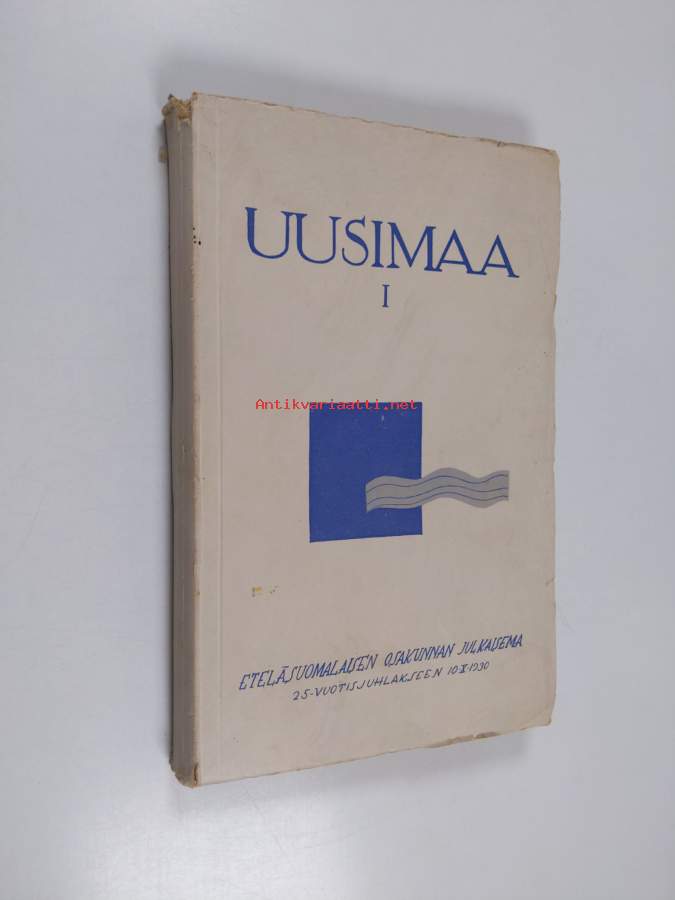 UUSIMAA
I
Antikvariaatti.net
ETELÄSUOMALAISEN OSAKUNNAN JULKAISEMA
25-VUOTISJUHLAKSEEN 10-X-1930